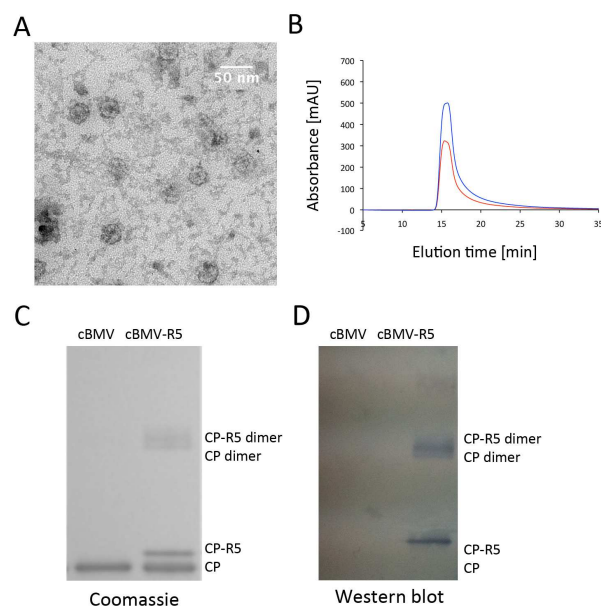 A
50 nm
B
Absorbance [mAU]
700
600
500
400
300
200
100
0
-100
5
10
15
20
25
30
35
Elution time [min]
C
cBMV cBMV-R5
CP-R5 dimer
CP dimer
CP-R5
CP
Coomassie
D
cBMV cBMV-R5
CP-R5 dimer
CP dimer
CP-R5
CP
Western blot